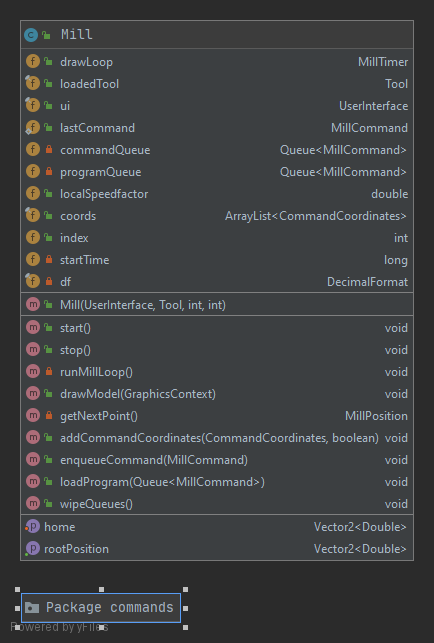 Mill
drawLoop MillTimer
loadedTool Tool
ui UserInterface
lastCommand MillCommand
commandQueue Queue<MillCommand>
programQueue Queue<MillCommand>
localSpeedfactor double
coords ArrayList<CommandCoordinates>
index int
startTime long
df DecimalFormat
Mill(UserInterface, Tool, int, int)
start() void
stop() void
runMillLoop() void
drawModel(GraphicsContext) void
getNextPoint() MillPosition
addCommandCoordinates(CommandCoordinates, boolean) void
enqueueCommand(MillCommand) void
loadProgram(Queue<MillCommand>) void
wipeQueues() void
home Vector2<Double>
rootPosition Vector2<Double>
Package commands
Powered by yFiles